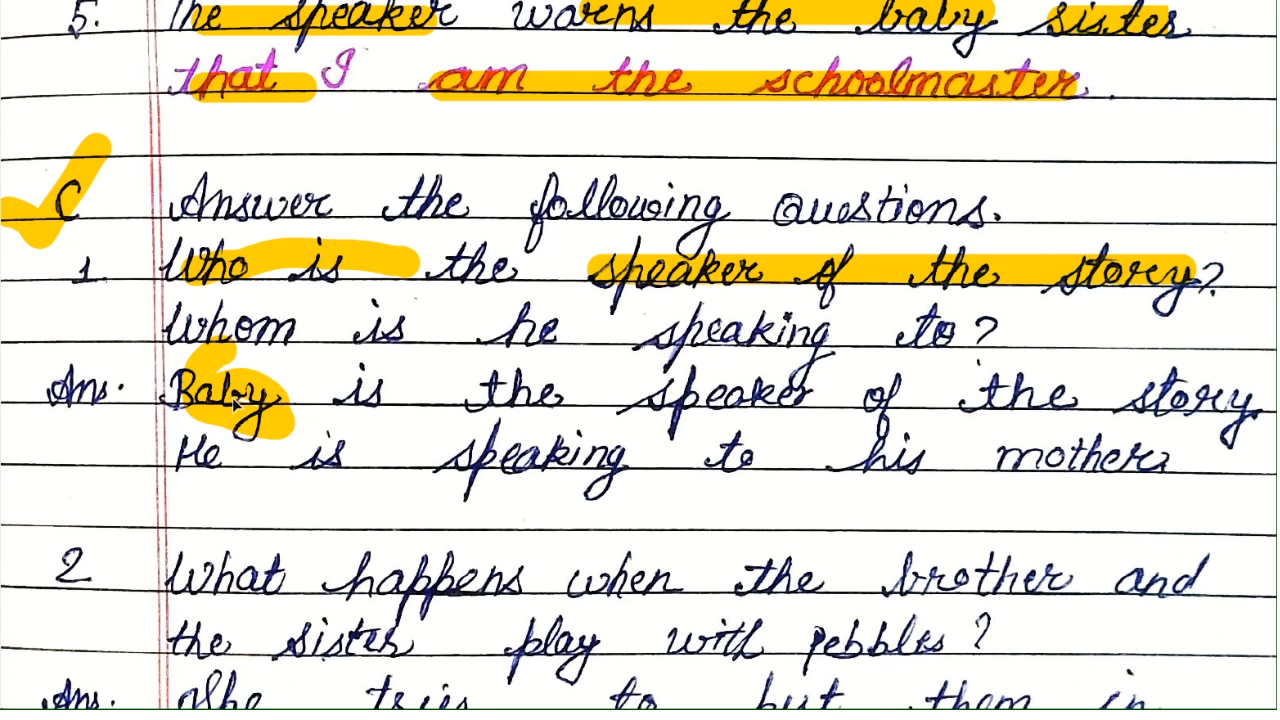 5. The speaker warns the baby sister
that I am the schoolmaster.
C Answer the following Questions.
1. Who is the speaker of the story?
Whom is he speaking to?
Ans. Baby is the speaker of the story.
He is speaking to his mother
2 What happens when the brother and
the sister play with pebbles?
Ans. She tries to put them in